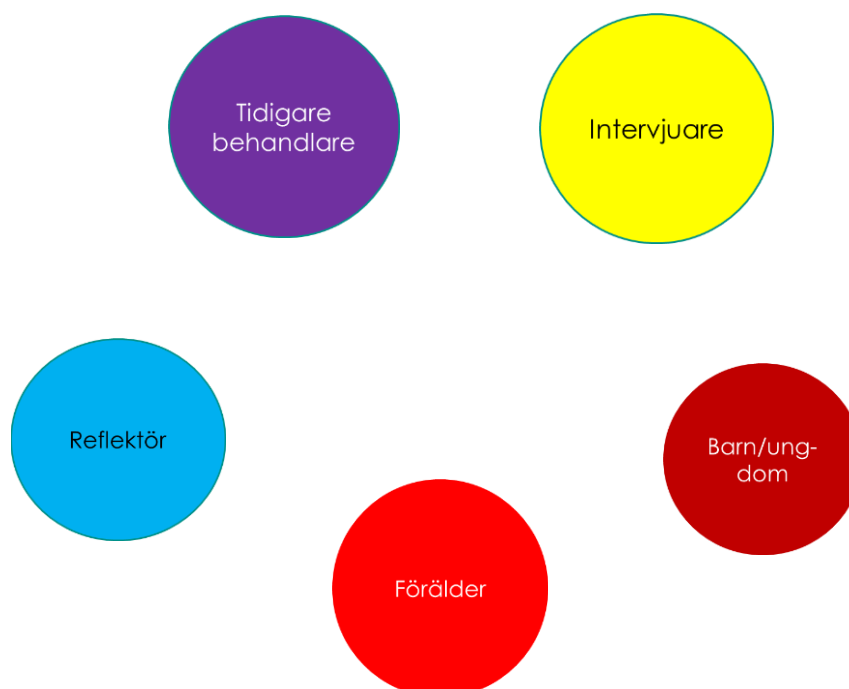 Tidigare
behandlare
Intervjuare
Reflektör
Barn/ung-
dom
Förälder